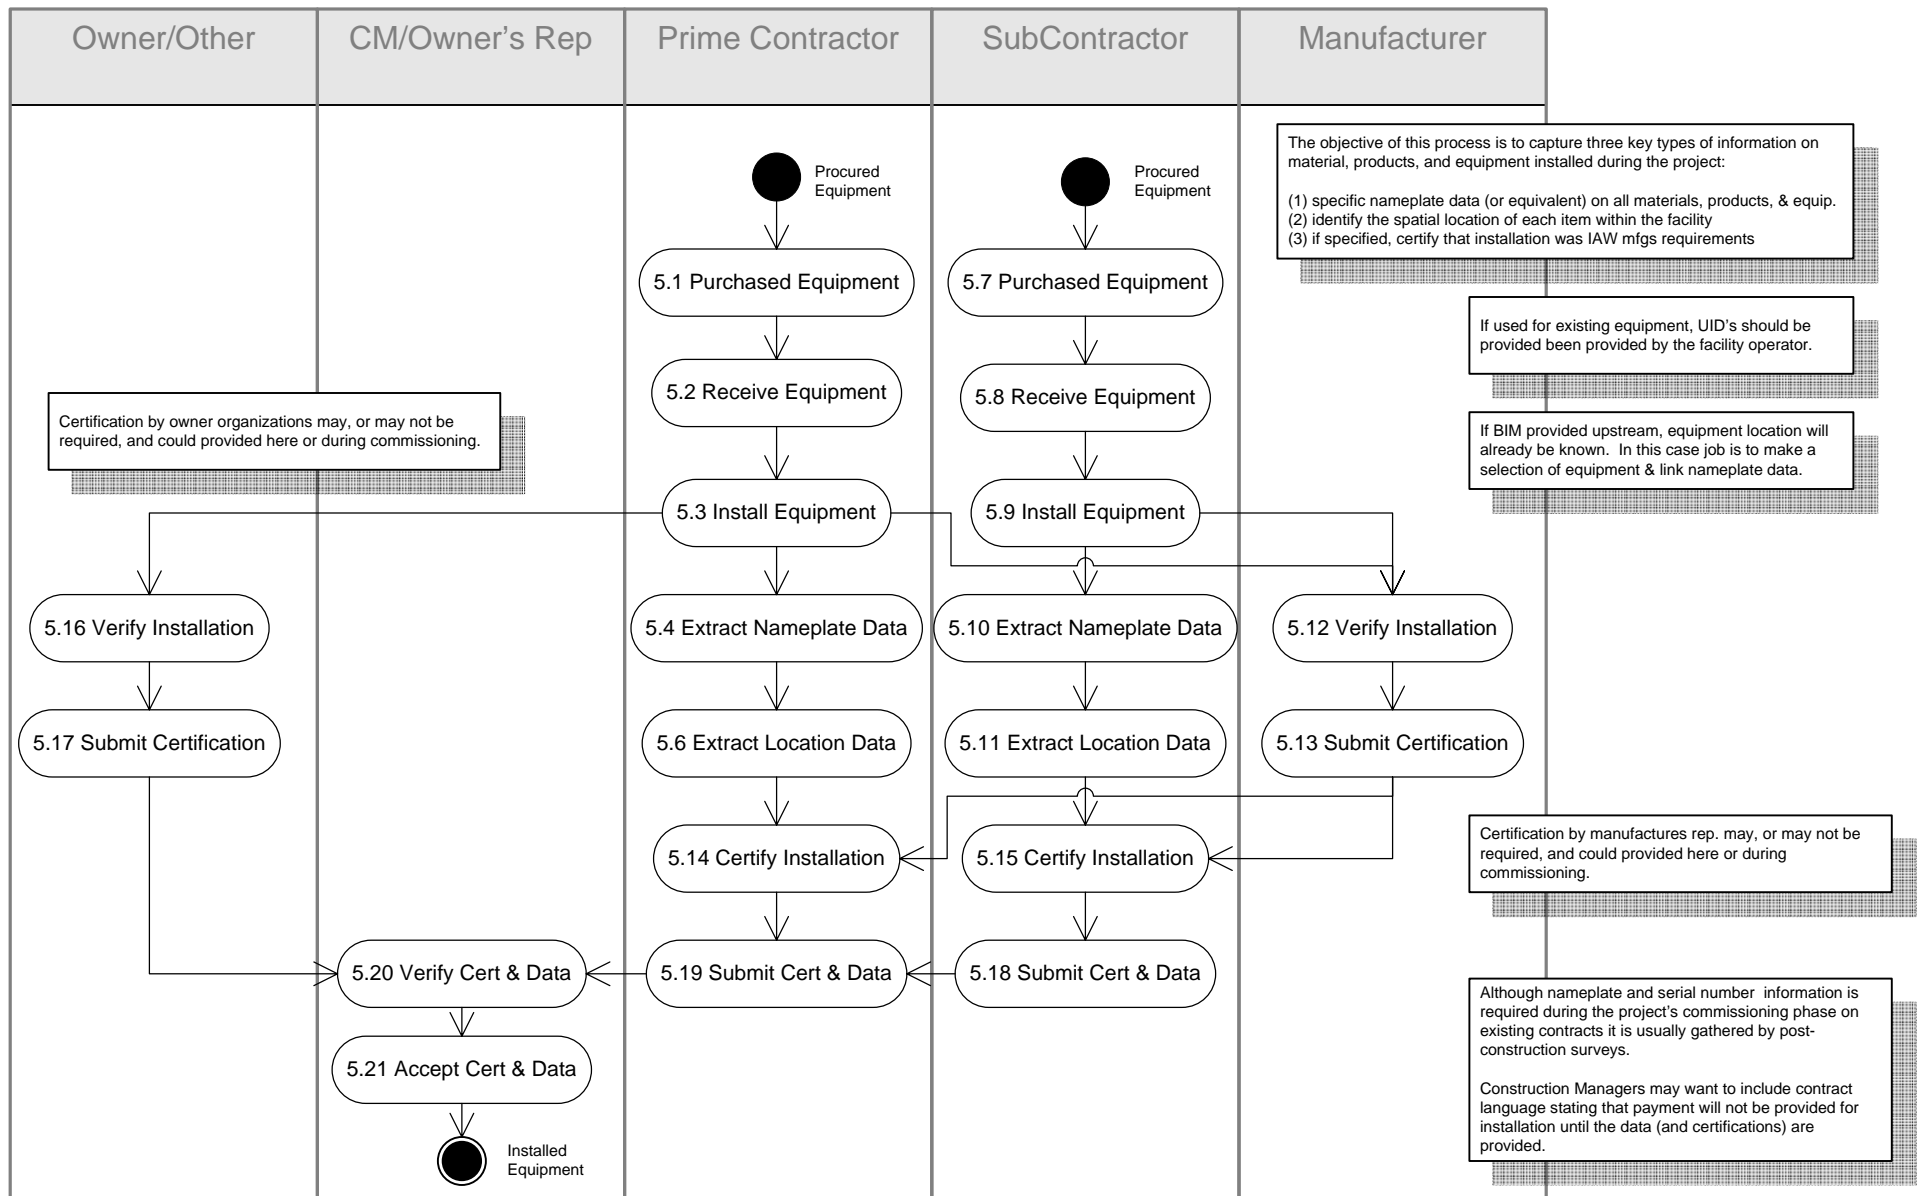 Owner/Other
CM/Owner's Rep
Prime Contractor
SubContractor
Manufacturer
The objective of this process is to capture three key types of information on
material, products, and equipment installed during the project:
(1) specific nameplate data (or equivalent) on all materials, products, & equip.
(2) identify the spatial location of each item within the facility
(3) if specified, certify that installation was IAW mfgs requirements
Procured
Equipment
Procured
Equipment
5.1 Purchased Equipment
5.7 Purchased Equipment
If used for existing equipment, UID's should be
provided been provided by the facility operator.
5.2 Receive Equipment
5.8 Receive Equipment
Certification by owner organizations may, or may not be
required, and could provided here or during commissioning.
If BIM provided upstream, equipment location will
already be known.  In this case job is to make a
selection of equipment & link nameplate data.
5.3 Install Equipment
5.9 Install Equipment
5.16 Verify Installation
5.4 Extract Nameplate Data
5.10 Extract Nameplate Data
5.12 Verify Installation
5.17 Submit Certification
5.6 Extract Location Data
5.11 Extract Location Data
5.13 Submit Certification
Certification by manufactures rep. may, or may not be
required, and could provided here or during
commissioning.
5.14 Certify Installation
5.15 Certify Installation
5.20 Verify Cert & Data
5.19 Submit Cert & Data
5.18 Submit Cert & Data
Although nameplate and serial number  information is
required during the project's commissioning phase on
existing contracts it is usually gathered by post-
construction surveys.
Construction Managers may want to include contract
language stating that payment will not be provided for
installation until the data (and certifications) are
provided.
5.21 Accept Cert & Data
Installed
Equipment